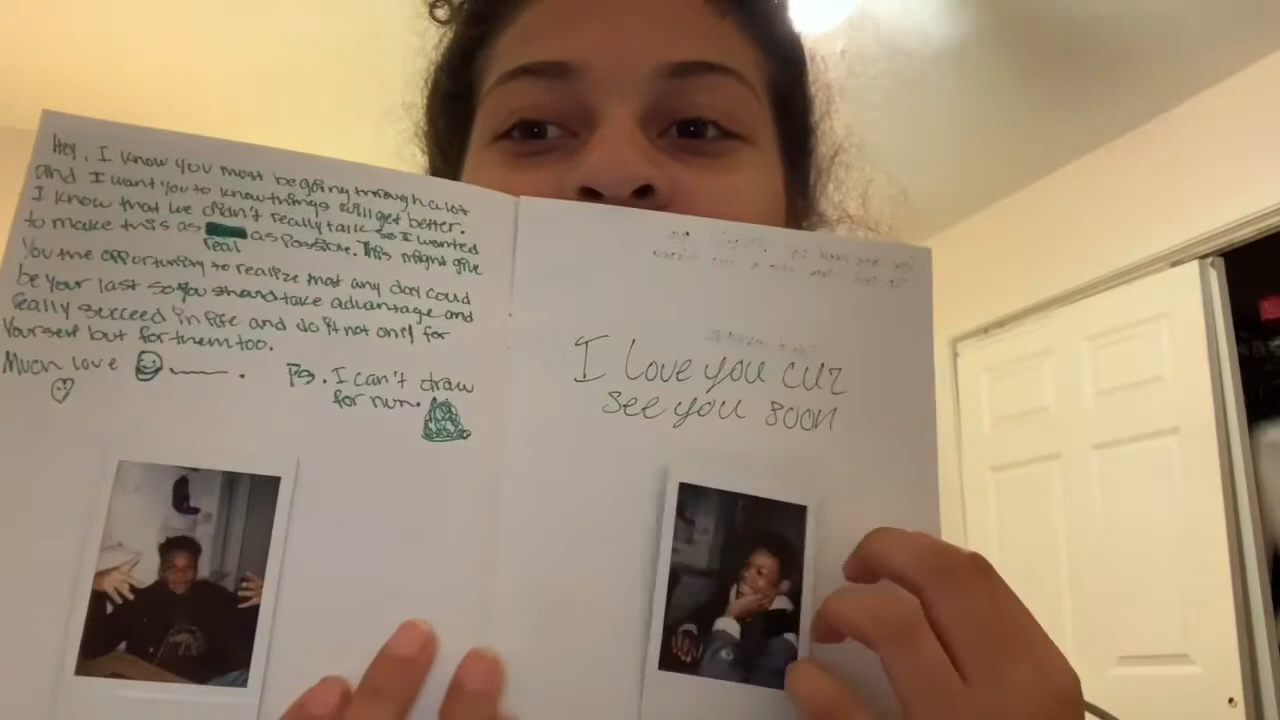 Hey, I know you must be going through a lot
and I want you to know things will get better.
I know that we didn't really talk so I wanted
to make this as real as possible. This might give
you the opportunity to realize that any day could
be your last so you should take advantage and
really succeed in life and do it not only for
yourself but for them too.
Much love
Ps. I can't draw
for nun.
I love you cuz
see you soon